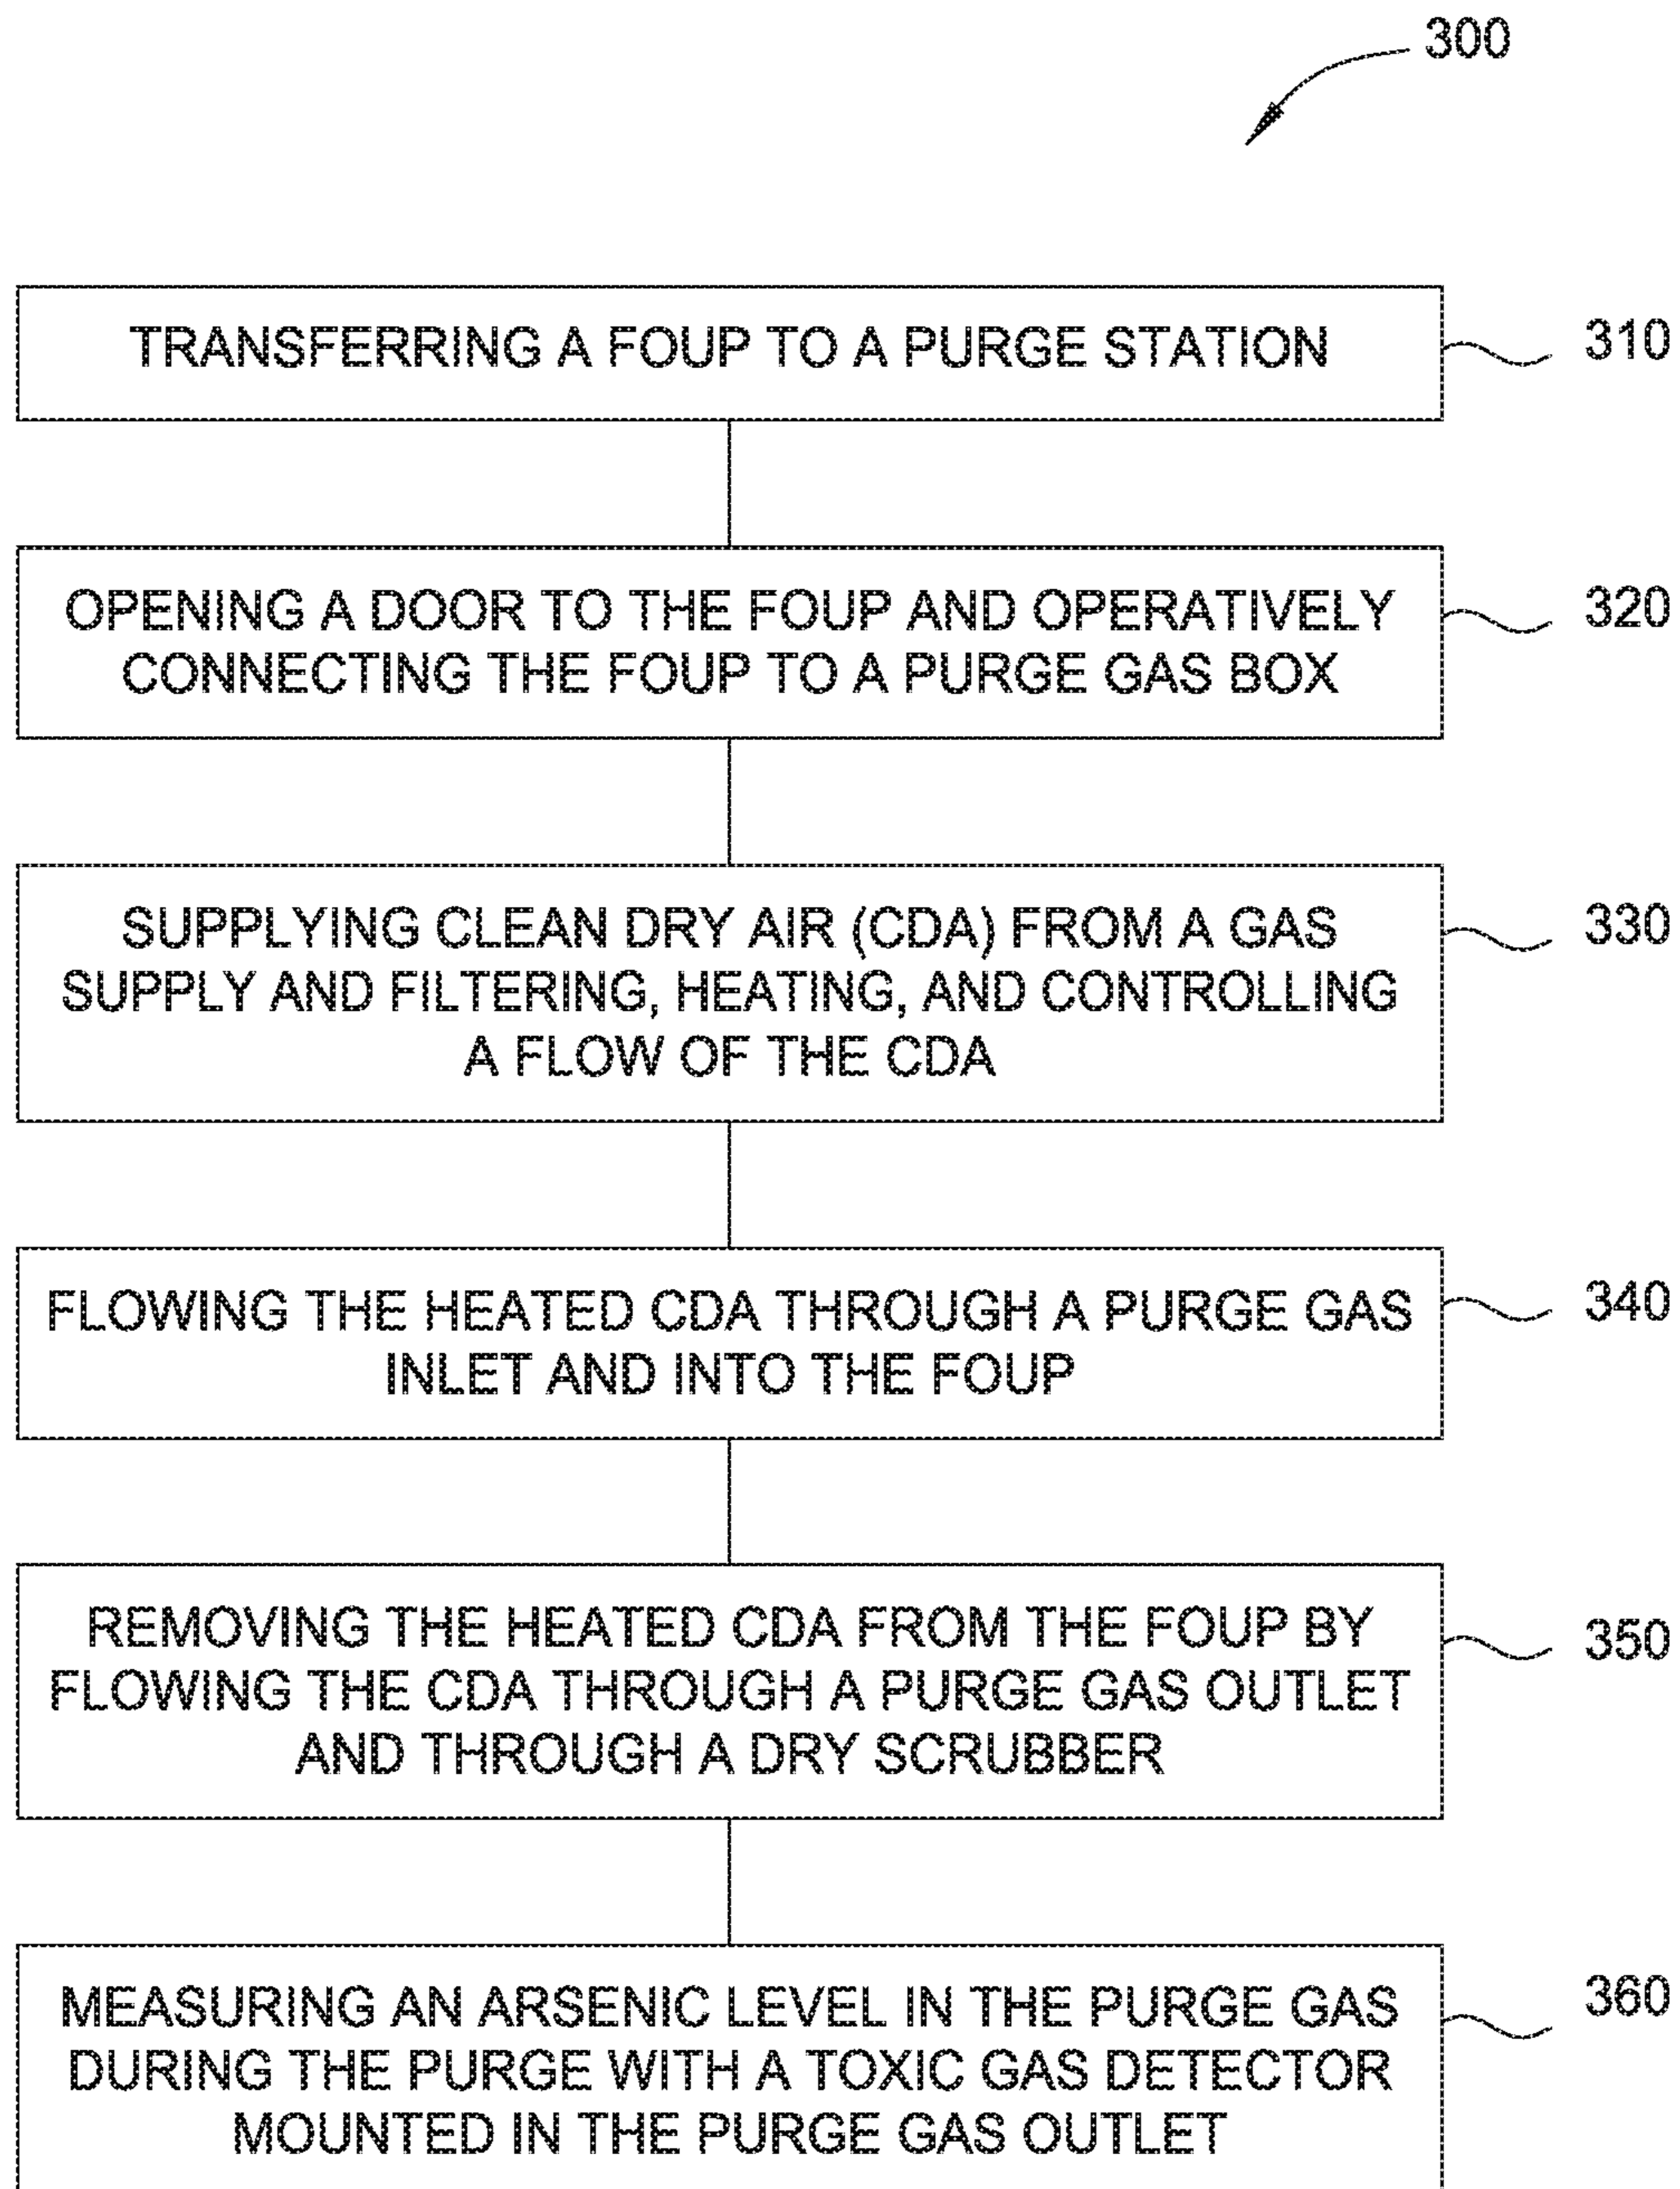 300
TRANSFERRING A FOUP TO A PURGE STATION
310
OPENING A DOOR TO THE FOUP AND OPERATIVELY
CONNECTING THE FOUP TO A PURGE GAS BOX
320
SUPPLYING CLEAN DRY AIR (CDA) FROM A GAS
SUPPLY AND FILTERING, HEATING, AND CONTROLLING
A FLOW OF THE CDA
330
FLOWING THE HEATED CDA THROUGH A PURGE GAS
INLET AND INTO THE FOUP
340
REMOVING THE HEATED CDA FROM THE FOUP BY
FLOWING THE CDA THROUGH A PURGE GAS OUTLET
AND THROUGH A DRY SCRUBBER
350
MEASURING AN ARSENIC LEVEL IN THE PURGE GAS
DURING THE PURGE WITH A TOXIC GAS DETECTOR
MOUNTED IN THE PURGE GAS OUTLET
360